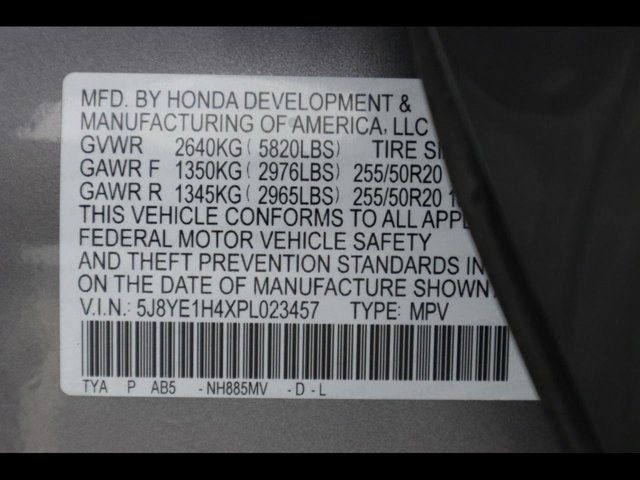 MFD. BY HONDA DEVELOPMENT &
MANUFACTURING OF AMERICA, LLC
GVWR 2640KG ( 5820LBS) TIRE
GAWR F 1350KG ( 2976LBS) 255/50R20
GAWR R 1345KG ( 2965LBS) 255/50R20
THIS VEHICLE CONFORMS TO ALL
FEDERAL MOTOR VEHICLE SAFETY
AND THEFT PREVENTION STANDARDS IN
ON THE DATE OF MANUFACTURE SHOWN
V.I.N.: 5J8YE1H4XPL023457 TYPE: MPV
TYA P AB5 - NH885MV - D - L